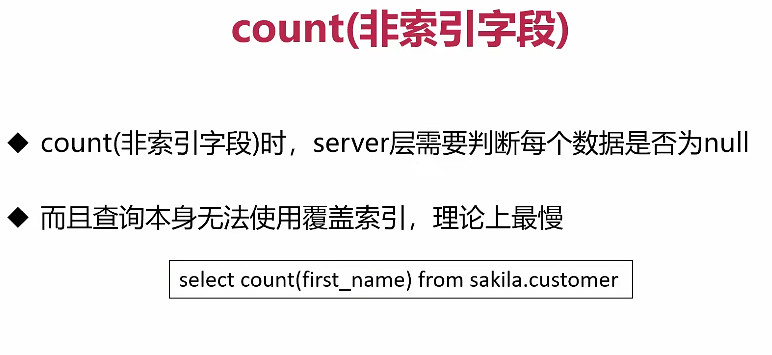 count(非索引字段)
◆ count(非索引字段)时，server层需要判断每个数据是否为null
◆ 而且查询本身无法使用覆盖索引，理论上最慢
select count(first_name) from sakila.customer